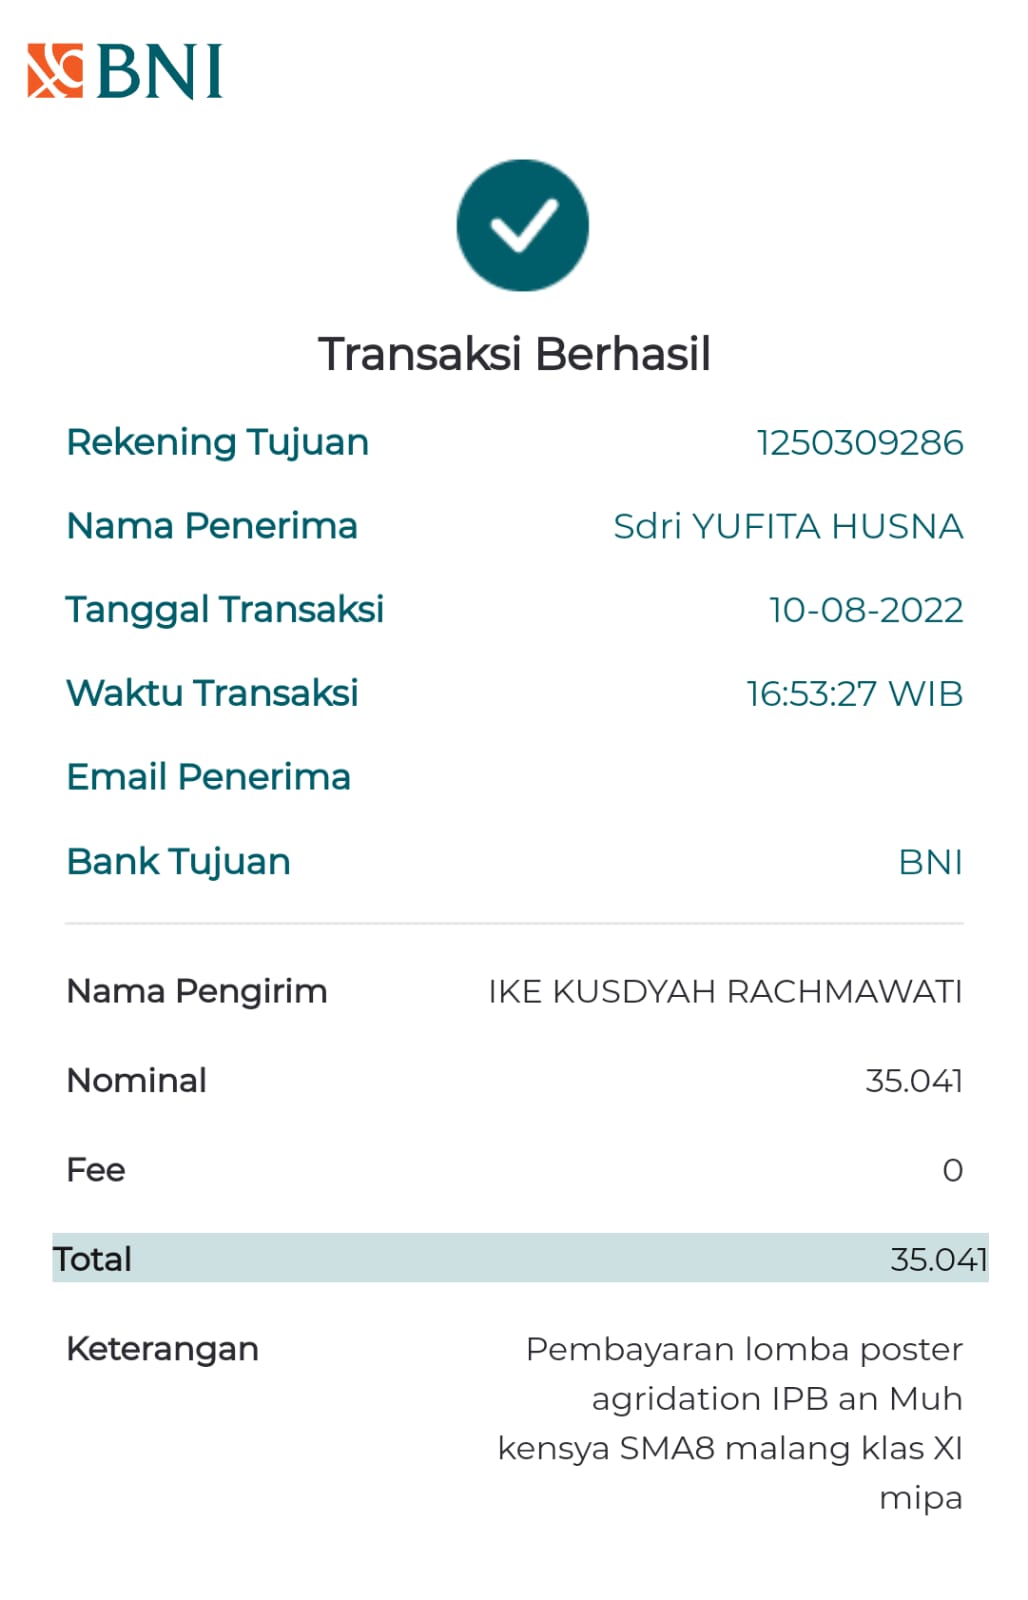 BNI
Transaksi Berhasil
Rekening Tujuan 1250309286
Nama Penerima Sdri YUFITA HUSNA
Tanggal Transaksi 10-08-2022
Waktu Transaksi 16:53:27 WIB
Email Penerima
Bank Tujuan BNI
Nama Pengirim IKE KUSDYAH RACHMAWATI
Nominal 35.041
Fee 0
Total 35.041
Keterangan Pembayaran lomba poster
agridation IPB an Muh
kensya SMA8 malang klas XI
mipa